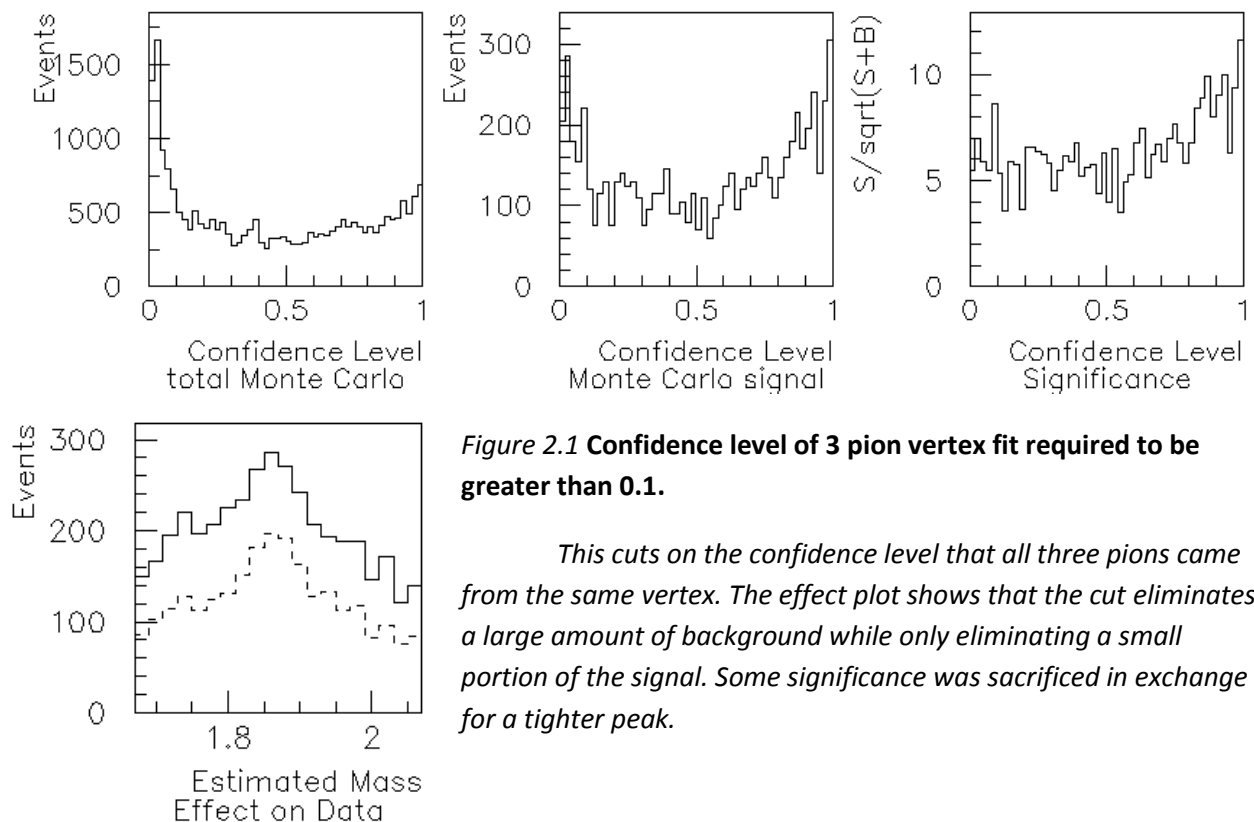 Events
1500
1000
500
0
0
0.5
1
Confidence Level
total Monte Carlo
Events
300
200
100
0
0
0.5
1
Confidence Level
Monte Carlo signal
S/sqrt(S+B)
10
5
0
0
0.5
1
Confidence Level
Significance
Events
300
200
100
0
1.8
2
Estimated Mass
Effect on Data
Figure 2.1 Confidence level of 3 pion vertex fit required to be
greater than 0.1.
This cuts on the confidence level that all three pions came
from the same vertex. The effect plot shows that the cut eliminates
a large amount of background while only eliminating a small
portion of the signal. Some significance was sacrificed in exchange
for a tighter peak.